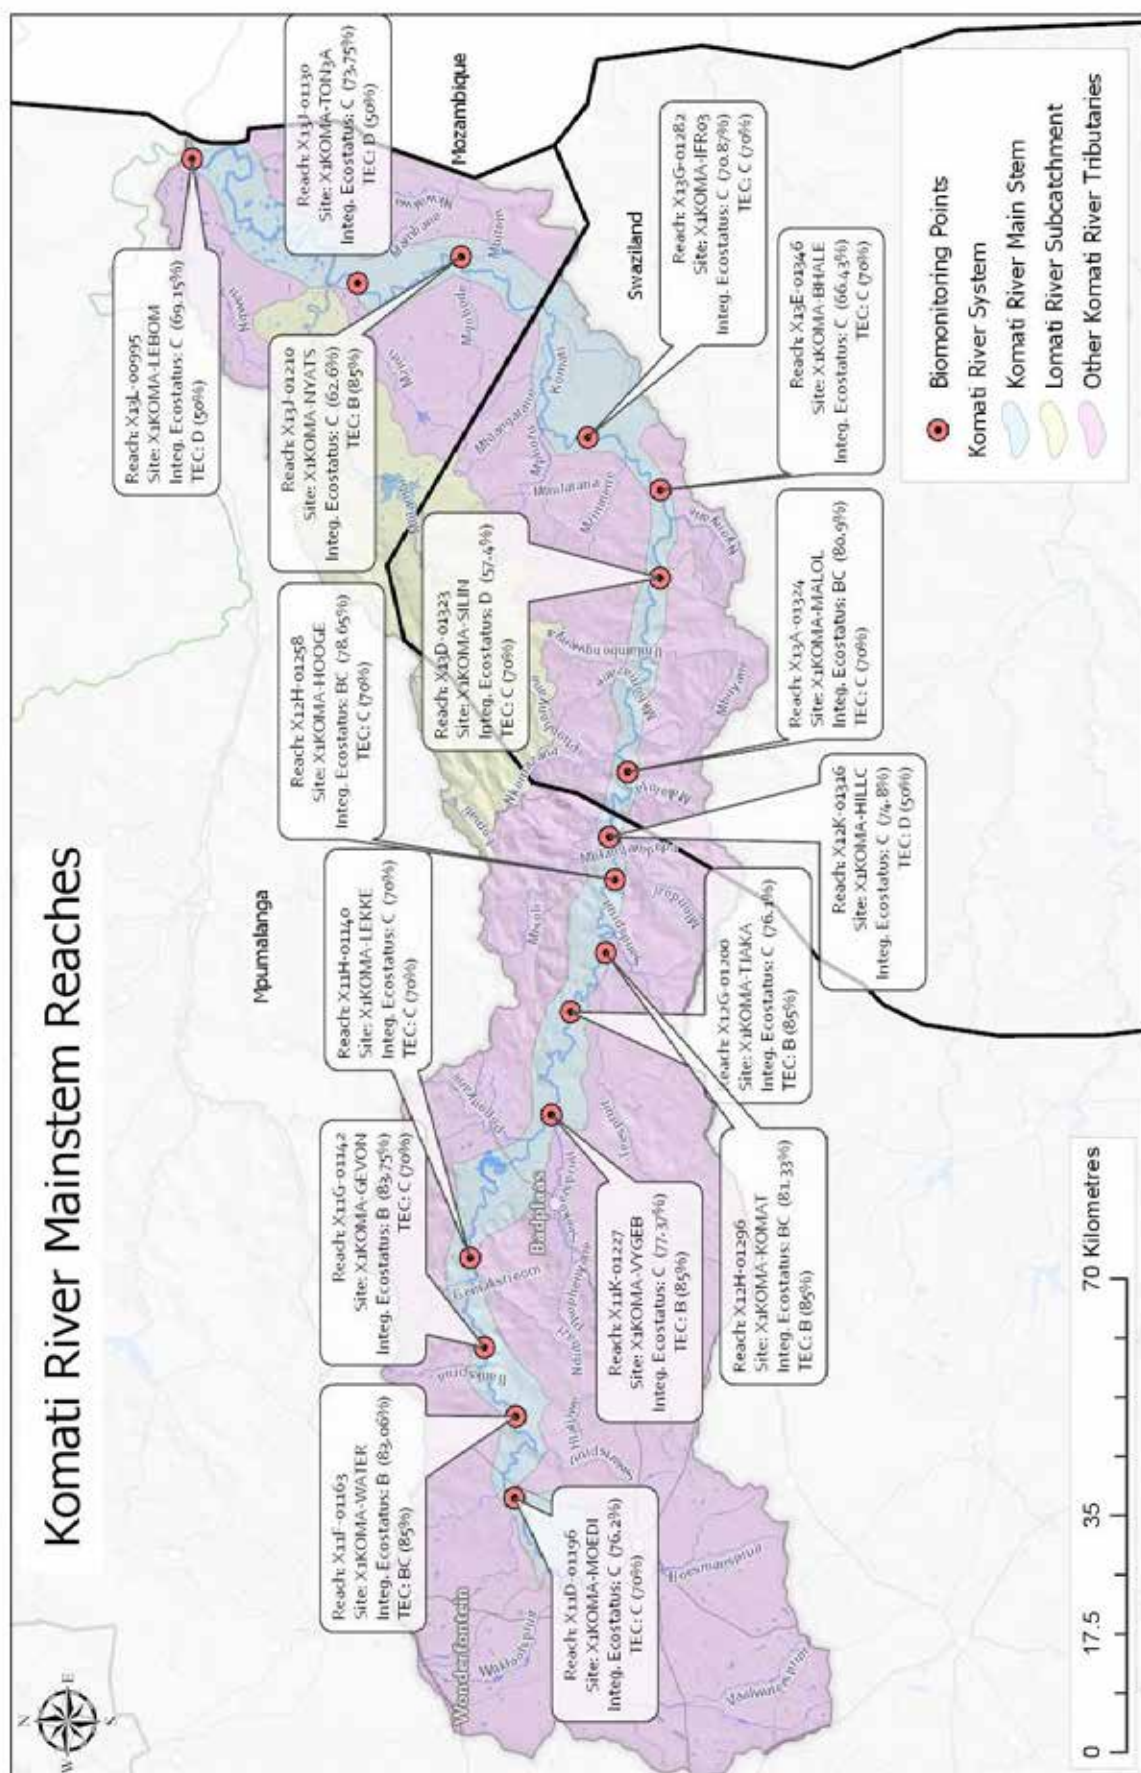 Komati River Mainstem Reaches
N
W
E
S
Mpumalanga
Mozambique
Swaziland
Wonderfontein
Badplaas
Reach: X11F-01163
Site: X1KOMA-WATER
Integ. Ecostatus: B (83.06%)
TEC: BC (85%)
Reach: X11G-01142
Site: X1KOMA-GEVON
Integ. Ecostatus: B (83.75%)
TEC: C (70%)
Reach: X11H-01140
Site: X1KOMA-LEKKE
Integ. Ecostatus: C (70%)
TEC: C (70%)
Reach: X12H-01258
Site: X1KOMA-HOOGE
Integ. Ecostatus: BC (78.65%)
TEC: C (70%)
Reach: X13D-01323
Site: X1KOMA-SILIN
Integ. Ecostatus: D (57.4%)
TEC: C (70%)
Reach: X13J-01210
Site: X1KOMA-NYATS
Integ. Ecostatus: C (62.6%)
TEC: B (85%)
Reach: X13L-00995
Site: X1KOMA-LEBOM
Integ. Ecostatus: C (69.15%)
TEC: D (50%)
Reach: X13J-01130
Site: X1KOMA-TON3A
Integ. Ecostatus: C (73.75%)
TEC: D (50%)
Reach: X13G-01282
Site: X1KOMA-IFR03
Integ. Ecostatus: C (70.87%)
TEC: C (70%)
Reach: X13E-01346
Site: X1KOMA-BHALE
Integ. Ecostatus: C (66.43%)
TEC: C (70%)
Reach: X13A-01324
Site: X1KOMA-MALOL
Integ. Ecostatus: BC (80.9%)
TEC: C (70%)
Reach: X12K-01316
Site: X1KOMA-HILLC
Integ. Ecostatus: C (74.8%)
TEC: D (50%)
each: X12G-01200
Site: X1KOMA-TJAKA
Integ. Ecostatus: C (76.1%)
TEC: B (85%)
Reach: X12H-01296
Site: X1KOMA-KOMAT
Integ. Ecostatus: BC (81.33%)
TEC: B (85%)
Reach: X11K-01227
Site: X1KOMA-VYGEB
Integ. Ecostatus: C (77.37%)
TEC: B (85%)
Reach: X11D-01196
Site: X1KOMA-MOEDI
Integ. Ecostatus: C (76.2%)
TEC: C (70%)
Komati
Mtsoli
Boesmanspruit
Vaalwaterspruit
Swartspruit
Gemakstroom
Biomonitoring Points
Komati River System
Komati River Main Stem
Lomati River Subcatchment
Other Komati River Tributaries
0 17.5 35 70 Kilometres